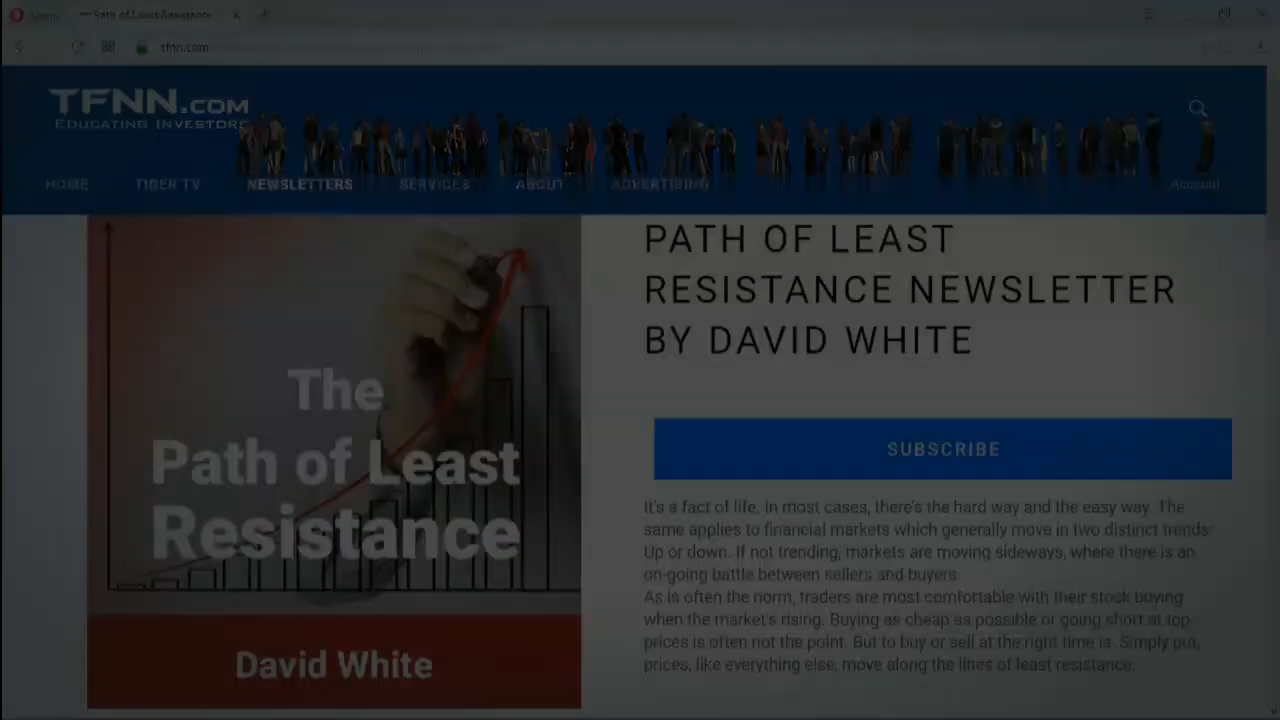 Path of Least Resistance
tfnn.com
TFNN.COM
EDUCATING INVESTORS
HOME TIGER TV NEWSLETTERS SERVICES ABOUT ADVERTISING Account
PATH OF LEAST
RESISTANCE NEWSLETTER
BY DAVID WHITE
The
Path of Least
Resistance
David White
SUBSCRIBE
It's a fact of life. In most cases, there's the hard way and the easy way. The
same applies to financial markets which generally move in two distinct trends
Up or down. If not trending, markets are moving sideways, where there is an
on-going battle between sellers and buyers
As is often the norm, traders are most comfortable with their stock buying
when the market's rising. Buying as cheap as possible or going short at top
prices is often not the point. But to buy or sell at the right time is. Simply put,
prices, like everything else, move along the lines of least resistance.